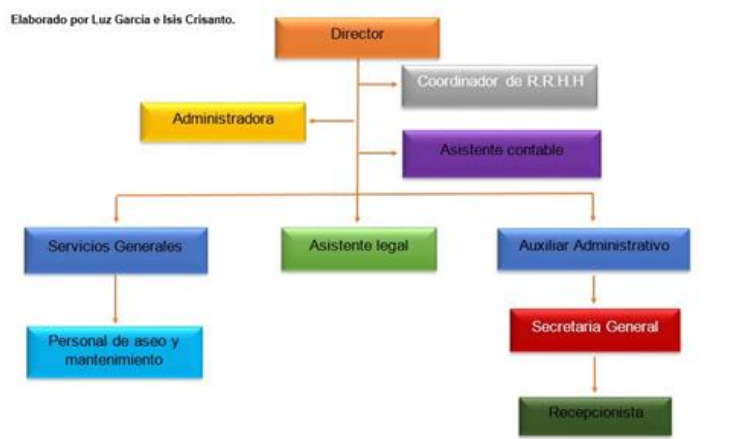 Elaborado por Luz Garcia e Isis Crisanto.
Director
Coordinador de R.R.H.H
Administradora
Asistente contable
Servicios Generales
Asistente legal
Auxiliar Administrativo
Secretaria General
Personal de aseo y
mantenimiento
Recepcionista